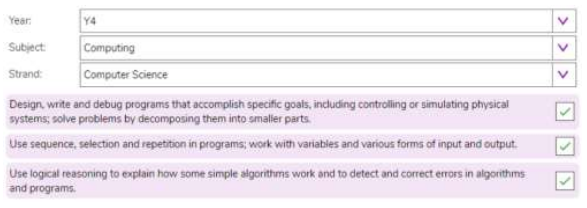 Year: Y4
Subject: Computing
Strand: Computer Science
Design, write and debug programs that accomplish specific goals, including controlling or simulating physical
systems; solve problems by decomposing them into smaller parts.
Use sequence, selection and repetition in programs; work with variables and various forms of input and output.
Use logical reasoning to explain how some simple algorithms work and to detect and correct errors in algorithms
and programs.